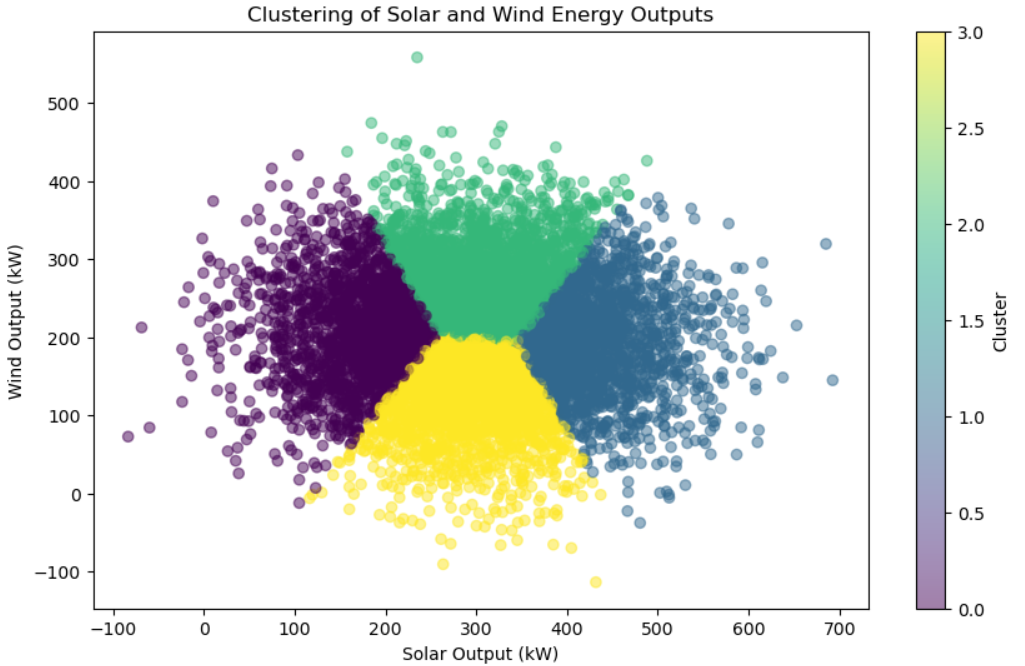 Clustering of Solar and Wind Energy Outputs
500
400
300
200
100
0
−100
Wind Output (kW)
−100 0 100 200 300 400 500 600 700
Solar Output (kW)
3.0
2.5
2.0
1.5
1.0
0.5
0.0
Cluster